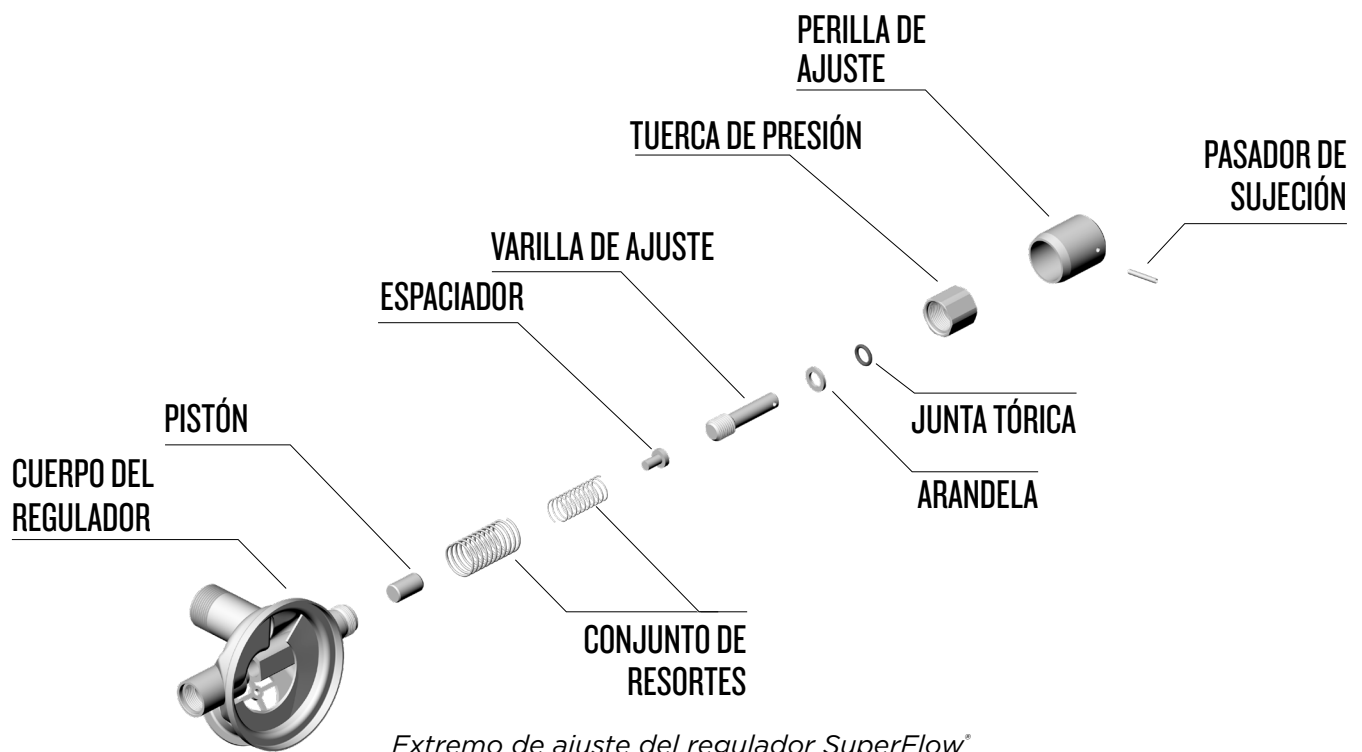 PERILLA DE
AJUSTE
TUERCA DE PRESIÓN
PASADOR DE
SUJECIÓN
VARILLA DE AJUSTE
ESPACIADOR
JUNTA TÓRICA
PISTÓN
ARANDELA
CUERPO DEL
REGULADOR
CONJUNTO DE
RESORTES
Extremo de ajuste del regulador SuperFlow®